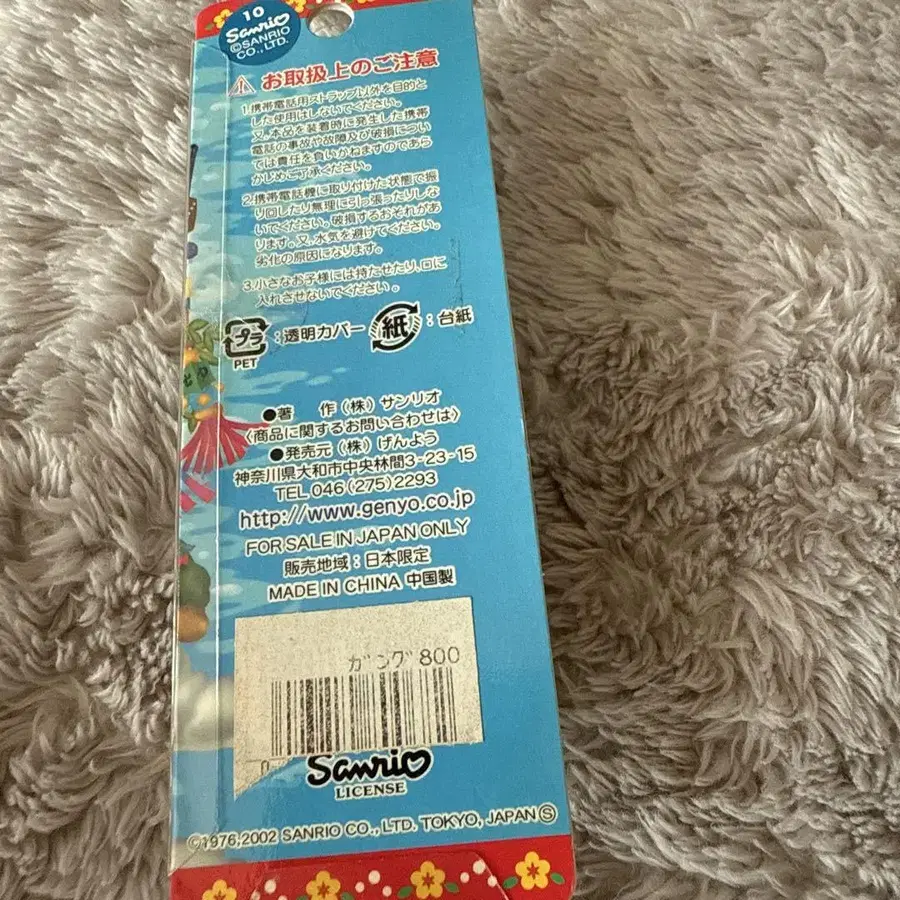 10
Sanrio
©SANRIO
CO., LTD.
お取扱上のご注意
1.携帯電話用ストラップ以外を目的と
した使用はしないでください。
又、本品を装着時に発生した携帯
電話の事故や故障及び破損につい
ては責任を負いかねますのであら
かじめご了承ください。
2.携帯電話機に取り付けた状態で振
り回したり無理に引っ張ったりしな
いでください。破損するおそれがあ
ります。又、水気を避けてください。
劣化の原因になります。
3.小さなお子様には持たせたり、口に
入れさせないでください。
プラ :透明カバー 紙 :台紙
PET
●著 作(株)サンリオ
〈商品に関するお問い合わせは〉
●発売元(株)げんよう
神奈川県大和市中央林間3-23-15
TEL 046(275)2293
http://www.genyo.co.jp
FOR SALE IN JAPAN ONLY
販売地域:日本限定
MADE IN CHINA 中国製
ガング800
0
Sanrio
LICENSE
©1976,2002 SANRIO CO., LTD. TOKYO, JAPAN Ⓢ